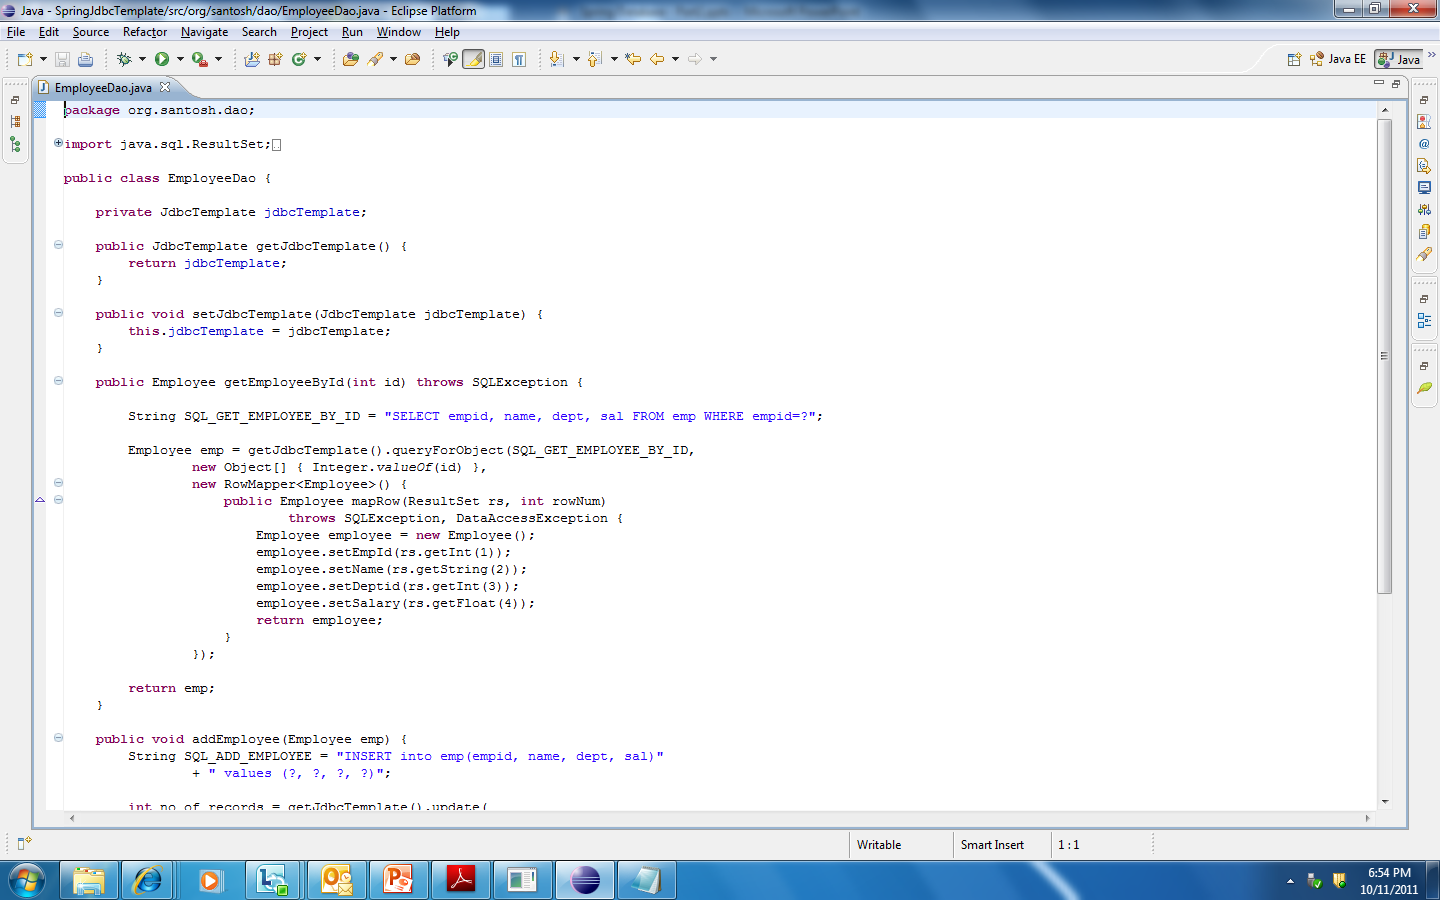 Java - SpringJdbcTemplate/src/org/santosh/dao/EmployeeDao.java - Eclipse Platform
File Edit Source Refactor Navigate Search Project Run Window Help
Java EE Java
EmployeeDao.java
package org.santosh.dao;
import java.sql.ResultSet;
public class EmployeeDao {
private JdbcTemplate jdbcTemplate;
public JdbcTemplate getJdbcTemplate() {
return jdbcTemplate;
}
public void setJdbcTemplate(JdbcTemplate jdbcTemplate) {
this.jdbcTemplate = jdbcTemplate;
}
public Employee getEmployeeById(int id) throws SQLException {
String SQL_GET_EMPLOYEE_BY_ID = "SELECT empid, name, dept, sal FROM emp WHERE empid=?";
Employee emp = getJdbcTemplate().queryForObject(SQL_GET_EMPLOYEE_BY_ID,
new Object[] { Integer.valueOf(id) },
new RowMapper<Employee>() {
public Employee mapRow(ResultSet rs, int rowNum)
throws SQLException, DataAccessException {
Employee employee = new Employee();
employee.setEmpId(rs.getInt(1));
employee.setName(rs.getString(2));
employee.setDeptid(rs.getInt(3));
employee.setSalary(rs.getFloat(4));
return employee;
}
});
return emp;
}
public void addEmployee(Employee emp) {
String SQL_ADD_EMPLOYEE = "INSERT into emp(empid, name, dept, sal)"
+ " values (?, ?, ?, ?)";
int no_of_records = getJdbcTemplate().update(
Writable Smart Insert 1 : 1
6:54 PM
10/11/2011